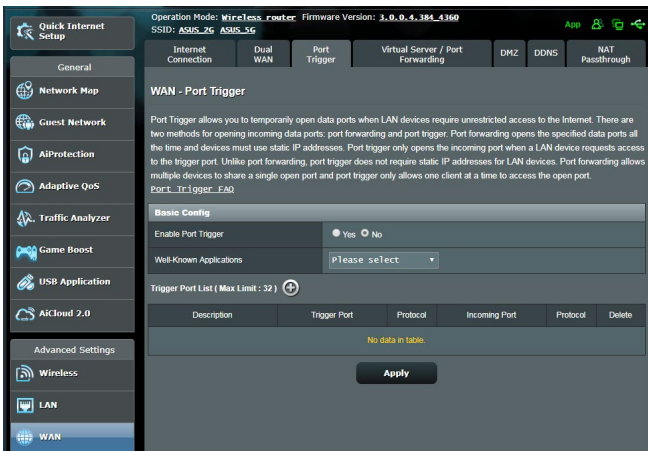 Quick Internet
Setup
General
Network Map
Guest Network
AiProtection
Adaptive QoS
Traffic Analyzer
Game Boost
USB Application
AiCloud 2.0
Advanced Settings
Wireless
LAN
WAN
Operation Mode: Wireless router Firmware Version: 3.0.0.4.384_4360
SSID: ASUS_2G ASUS_5G
App
Internet
Connection
Dual
WAN
Port
Trigger
Virtual Server / Port
Forwarding
DMZ
DDNS
NAT
Passthrough
WAN - Port Trigger
Port Trigger allows you to temporarily open data ports when LAN devices require unrestricted access to the Internet. There are
two methods for opening incoming data ports: port forwarding and port trigger. Port forwarding opens the specified data ports all
the time and devices must use static IP addresses. Port trigger only opens the incoming port when a LAN device requests access
to the trigger port. Unlike port forwarding, port trigger does not require static IP addresses for LAN devices. Port forwarding allows
multiple devices to share a single open port and port trigger only allows one client at a time to access the open port.
Port Trigger FAQ
Basic Config
Enable Port Trigger Yes No
Well-Known Applications Please select
Trigger Port List ( Max Limit : 32 )
Description Trigger Port Protocol Incoming Port Protocol Delete
No data in table.
Apply